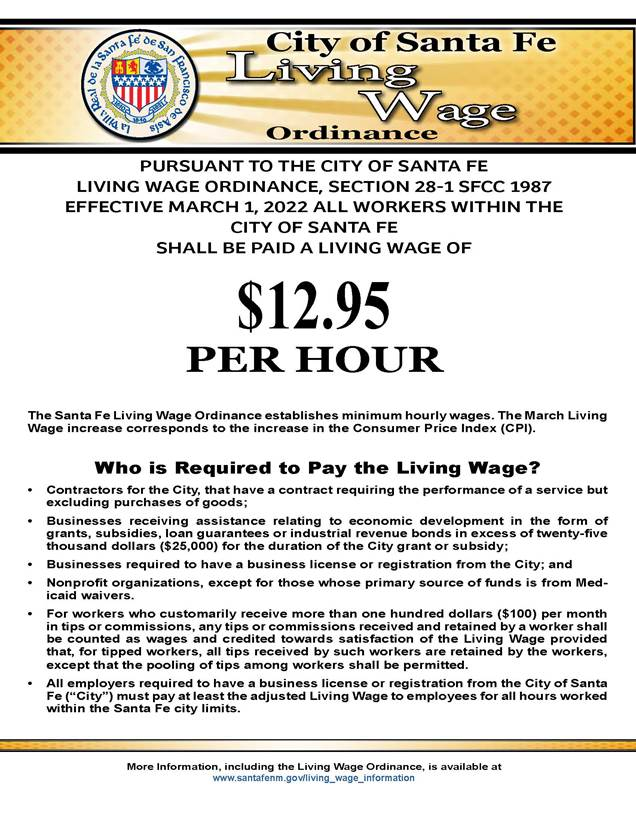 La Villa Real de la Santa Fé de San Francisco de Asís
City of Santa Fe
Living
Wage
Ordinance
PURSUANT TO THE CITY OF SANTA FE
LIVING WAGE ORDINANCE, SECTION 28-1 SFCC 1987
EFFECTIVE MARCH 1, 2022 ALL WORKERS WITHIN THE
CITY OF SANTA FE
SHALL BE PAID A LIVING WAGE OF
$12.95
PER HOUR
The Santa Fe Living Wage Ordinance establishes minimum hourly wages. The March Living
Wage increase corresponds to the increase in the Consumer Price Index (CPI).
Who is Required to Pay the Living Wage?
• Contractors for the City, that have a contract requiring the performance of a service but
excluding purchases of goods;
• Businesses receiving assistance relating to economic development in the form of
grants, subsidies, loan guarantees or industrial revenue bonds in excess of twenty-five
thousand dollars ($25,000) for the duration of the City grant or subsidy;
• Businesses required to have a business license or registration from the City; and
• Nonprofit organizations, except for those whose primary source of funds is from Med-
icaid waivers.
• For workers who customarily receive more than one hundred dollars ($100) per month
in tips or commissions, any tips or commissions received and retained by a worker shall
be counted as wages and credited towards satisfaction of the Living Wage provided
that, for tipped workers, all tips received by such workers are retained by the workers,
except that the pooling of tips among workers shall be permitted.
• All employers required to have a business license or registration from the City of Santa
Fe (“City”) must pay at least the adjusted Living Wage to employees for all hours worked
within the Santa Fe city limits.
More Information, including the Living Wage Ordinance, is available at
www.santafenm.gov/living_wage_information